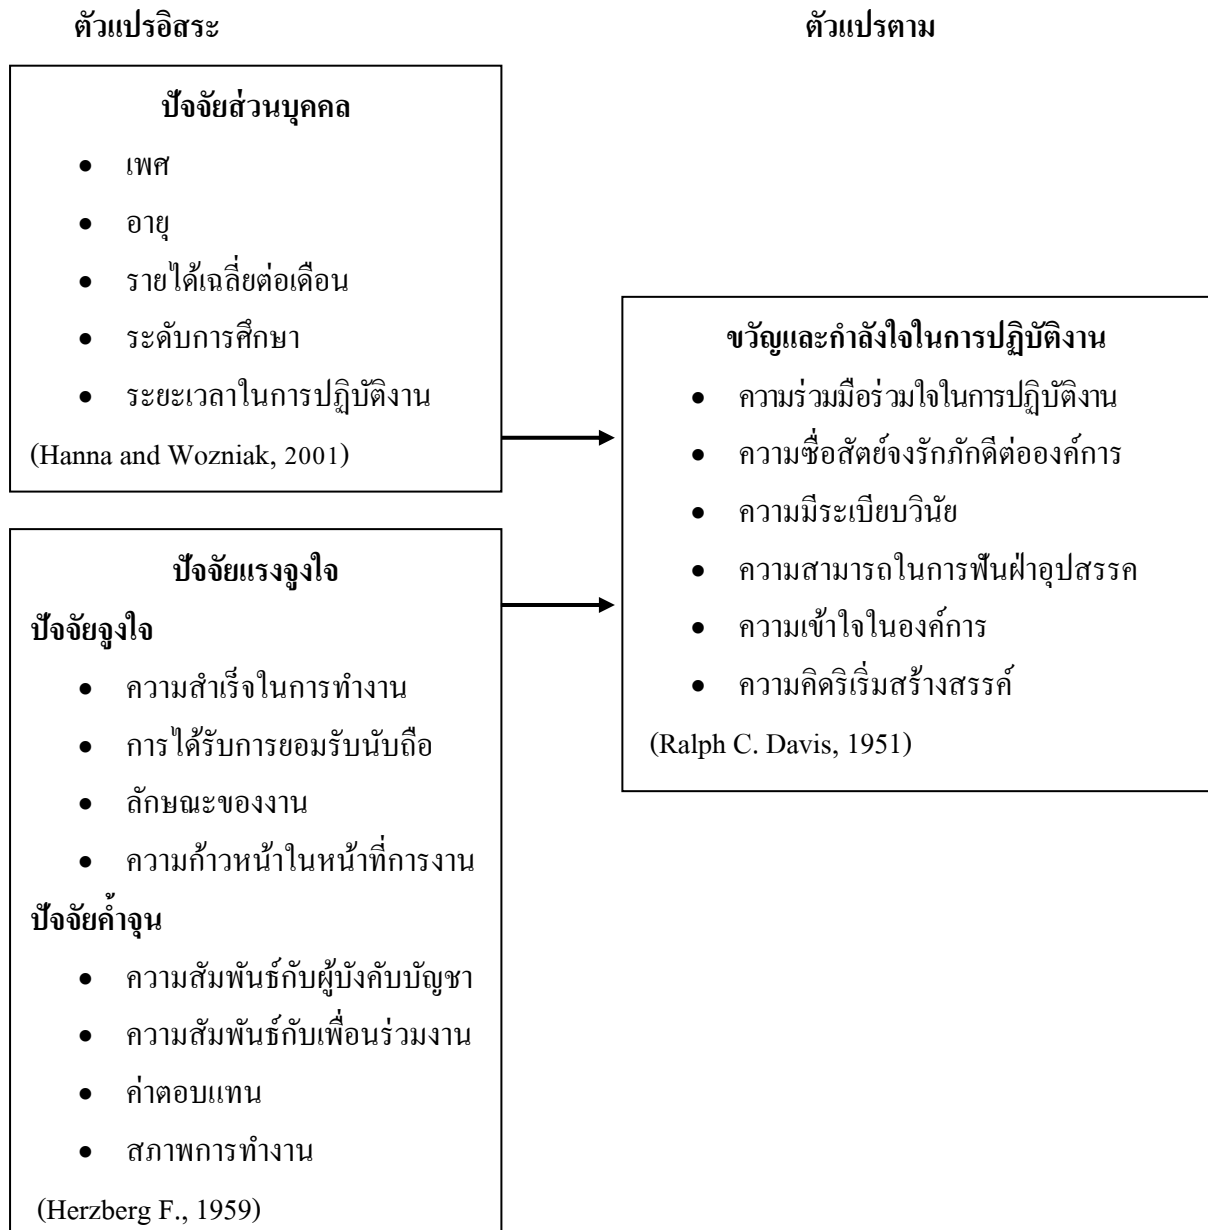 ตัวแปรอิสระ
ตัวแปรตาม
ปัจจัยส่วนบุคคล
• เพศ
• อายุ
• รายได้เฉลี่ยต่อเดือน
• ระดับการศึกษา
• ระยะเวลาในการปฏิบัติงาน
(Hanna and Wozniak, 2001)
ปัจจัยแรงจูงใจ
ปัจจัยจูงใจ
• ความสำเร็จในการทำงาน
• การได้รับการยอมรับนับถือ
• ลักษณะของงาน
• ความก้าวหน้าในหน้าที่การงาน
ปัจจัยค้ำจุน
• ความสัมพันธ์กับผู้บังคับบัญชา
• ความสัมพันธ์กับเพื่อนร่วมงาน
• ค่าตอบแทน
• สภาพการทำงาน
(Herzberg F., 1959)
ขวัญและกำลังใจในการปฏิบัติงาน
• ความร่วมมือร่วมใจในการปฏิบัติงาน
• ความซื่อสัตย์จงรักภักดีต่อองค์การ
• ความมีระเบียบวินัย
• ความสามารถในการฟันฝ่าอุปสรรค
• ความเข้าใจในองค์การ
• ความคิดริเริ่มสร้างสรรค์
(Ralph C. Davis, 1951)